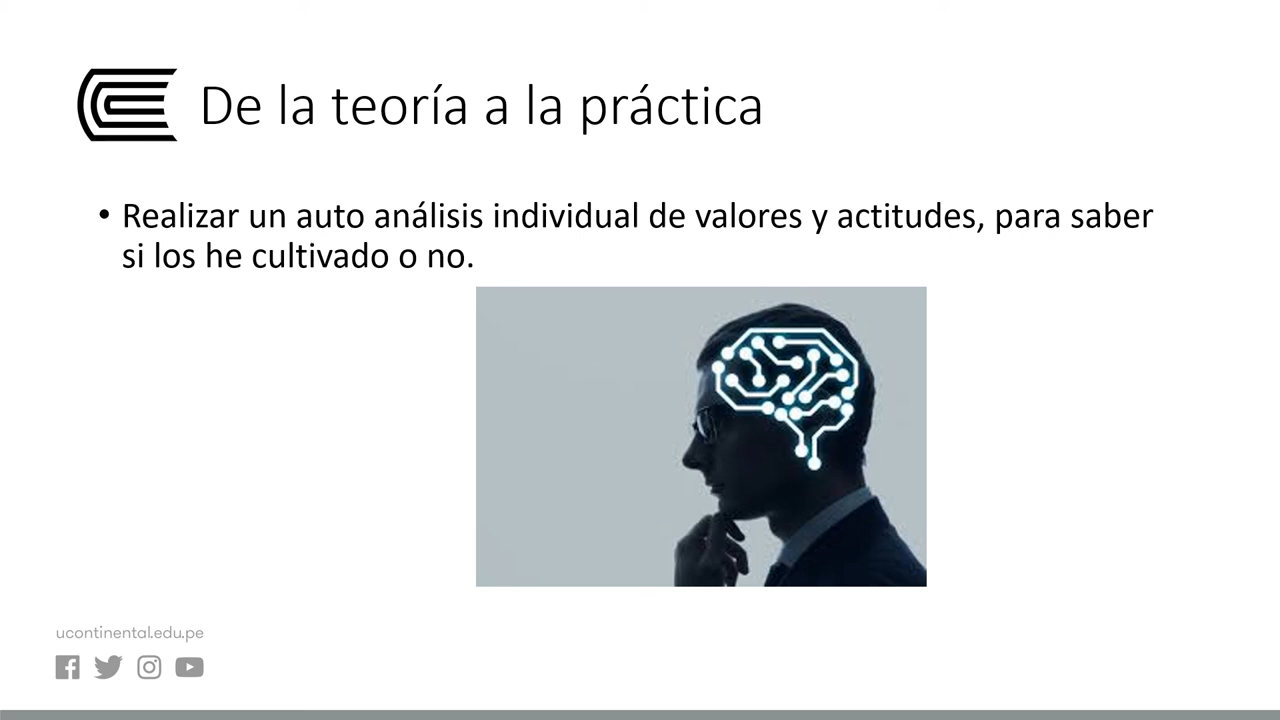 De la teoría a la práctica
• Realizar un auto análisis individual de valores y actitudes, para saber
si los he cultivado o no.
ucontinental.edu.pe